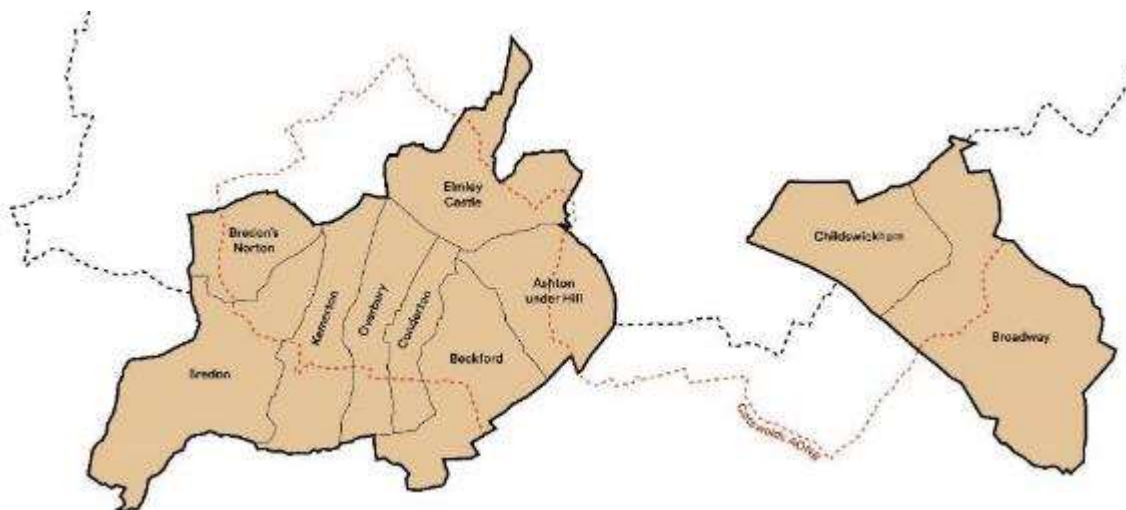 Elmley
Castle
Bredon's
Norton
Childswickham
Ashton
under Hill
Kemerton
Overbury
Conderton
Broadway
Beckford
Bredon
Cotswolds AONB